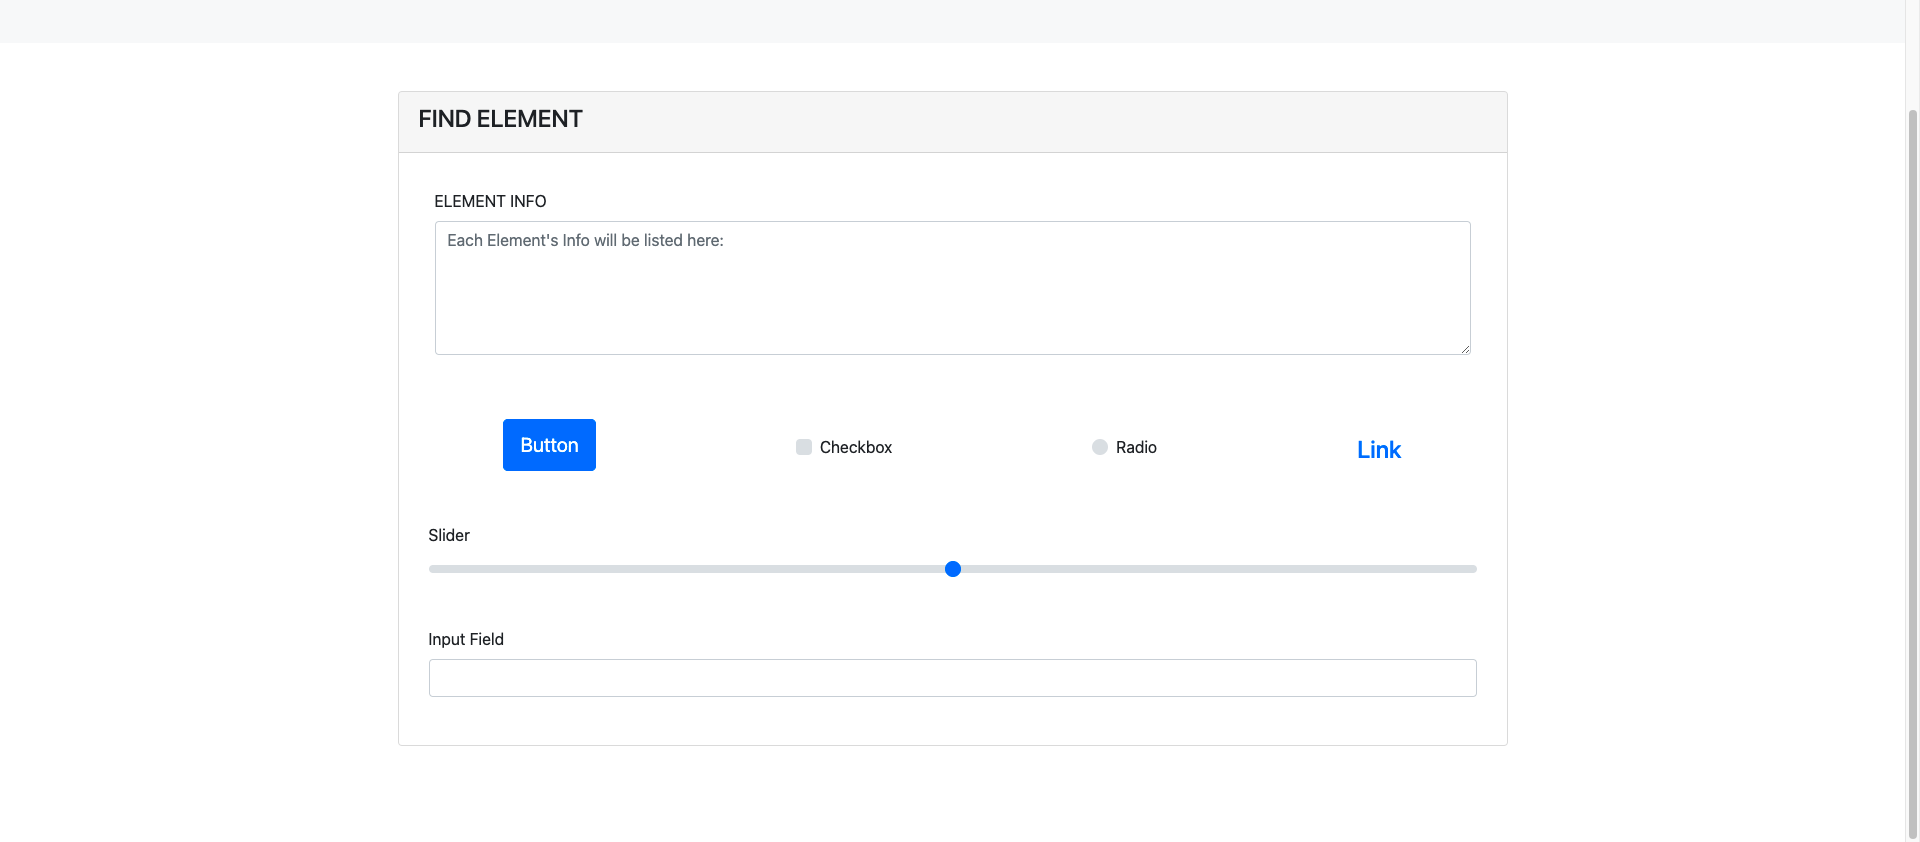 FIND ELEMENT
ELEMENT INFO
Each Element's Info will be listed here:
Button
Checkbox
Radio
Link
Slider
Input Field